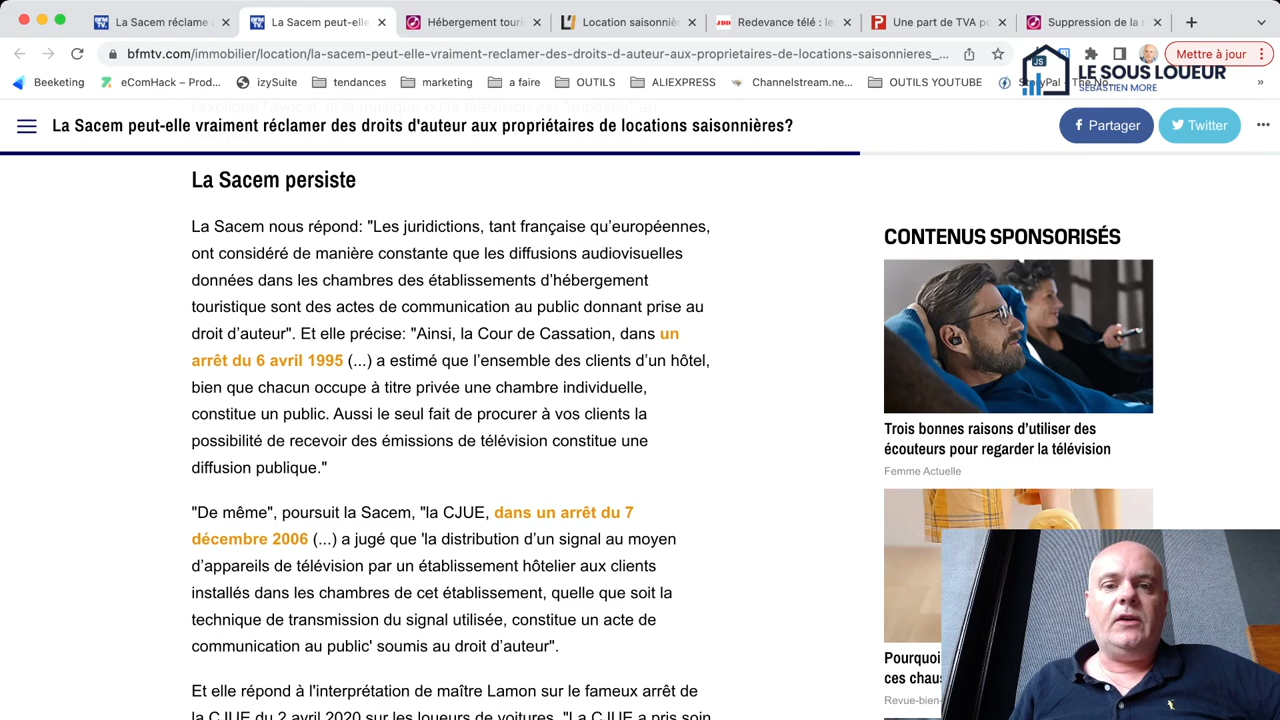 La Sacem réclame
La Sacem peut-elle
Hébergement touri
Location saisonniè
JDD Redevance télé : le
Une part de TVA po
Suppression de la
bfmtv.com/immobilier/location/la-sacem-peut-elle-vraiment-reclamer-des-droits-d-auteur-aux-proprietaires-de-locations-saisonnieres_...
Mettre à jour
Beeketing
eComHack – Prod...
izySuite
tendances
marketing
a faire
OUTILS
ALIEXPRESS
Channelstream.ne...
OUTILS YOUTUBE
»
JS
LE SOUS LOUEUR
SÉBASTIEN MORE
La Sacem peut-elle vraiment réclamer des droits d'auteur aux propriétaires de locations saisonnières?
Partager
Twitter
La Sacem persiste
La Sacem nous répond: "Les juridictions, tant française qu'européennes,
ont considéré de manière constante que les diffusions audiovisuelles
données dans les chambres des établissements d'hébergement
touristique sont des actes de communication au public donnant prise au
droit d'auteur". Et elle précise: "Ainsi, la Cour de Cassation, dans un
arrêt du 6 avril 1995 (...) a estimé que l'ensemble des clients d'un hôtel,
bien que chacun occupe à titre privée une chambre individuelle,
constitue un public. Aussi le seul fait de procurer à vos clients la
possibilité de recevoir des émissions de télévision constitue une
diffusion publique."
"De même", poursuit la Sacem, "la CJUE, dans un arrêt du 7
décembre 2006 (...) a jugé que 'la distribution d'un signal au moyen
d'appareils de télévision par un établissement hôtelier aux clients
installés dans les chambres de cet établissement, quelle que soit la
technique de transmission du signal utilisée, constitue un acte de
communication au public' soumis au droit d'auteur".
Et elle répond à l'interprétation de maître Lamon sur le fameux arrêt de
la CJUE du 2 avril 2020 sur les loueurs de voitures. "La CJUE a pris soin
CONTENUS SPONSORISÉS
Trois bonnes raisons d'utiliser des
écouteurs pour regarder la télévision
Femme Actuelle
Pourquoi
ces chaus
Revue-bien-